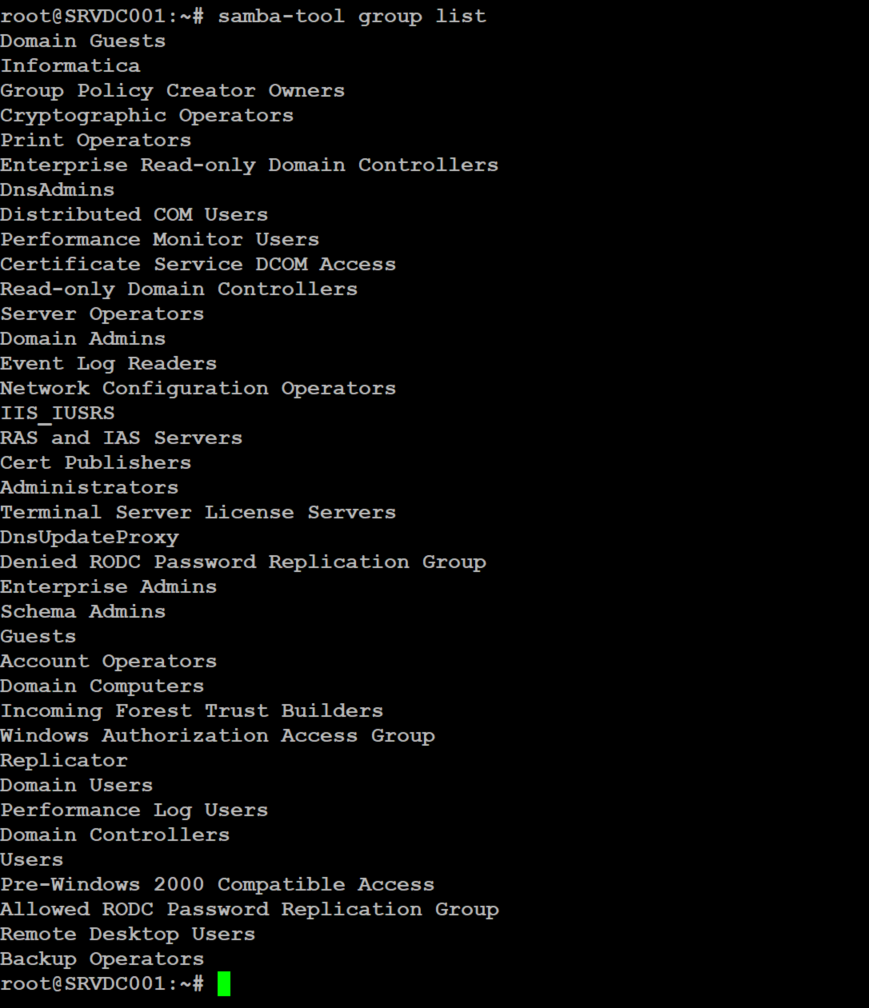 root@SRVDC001:~# samba-tool group list
Domain Guests
Informatica
Group Policy Creator Owners
Cryptographic Operators
Print Operators
Enterprise Read-only Domain Controllers
DnsAdmins
Distributed COM Users
Performance Monitor Users
Certificate Service DCOM Access
Read-only Domain Controllers
Server Operators
Domain Admins
Event Log Readers
Network Configuration Operators
IIS_IUSRS
RAS and IAS Servers
Cert Publishers
Administrators
Terminal Server License Servers
DnsUpdateProxy
Denied RODC Password Replication Group
Enterprise Admins
Schema Admins
Guests
Account Operators
Domain Computers
Incoming Forest Trust Builders
Windows Authorization Access Group
Replicator
Domain Users
Performance Log Users
Domain Controllers
Users
Pre-Windows 2000 Compatible Access
Allowed RODC Password Replication Group
Remote Desktop Users
Backup Operators
root@SRVDC001:~#